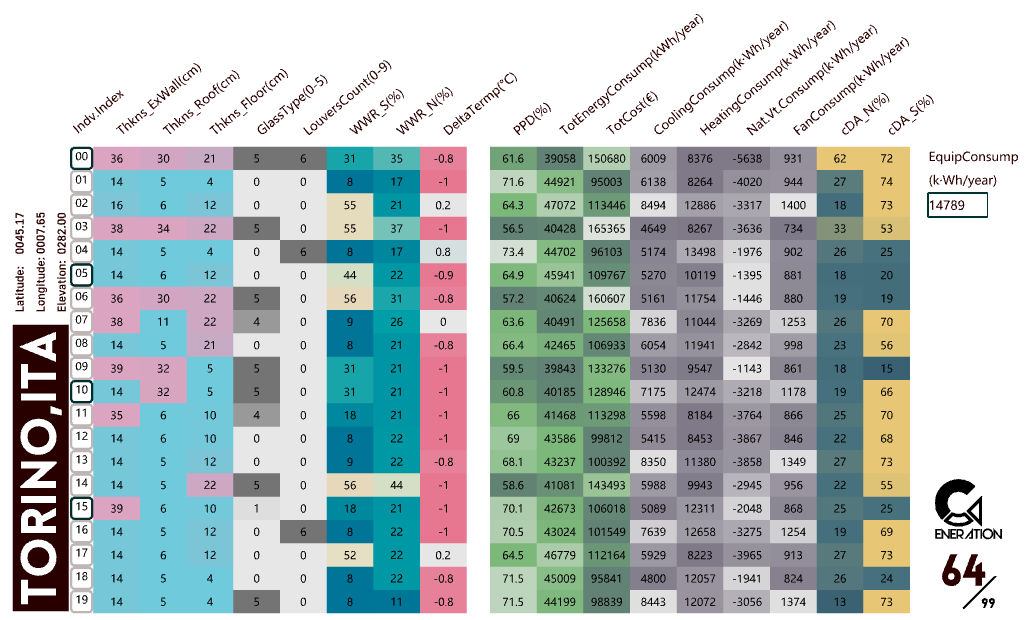 Indv.Index Thkns_ExWall(cm) Thkns_Roof(cm) Thkns_Floor(cm) GlassType(0-5) LouversCount(0-9) WWR_S(%) WWR_N(%) DeltaTermp(°C) PPD(%) TotEnergyConsump(kWh/year) TotCost(€) CoolingConsump(k·Wh/year) HeatingConsump(k·Wh/year) Nat.Vt.Consump(k·Wh/year) FanConsump(k·Wh/year) cDA_N(%) cDA_S(%)
00 36 30 21 5 6 31 35 -0.8 61.6 39058 150680 6009 8376 -5638 931 62 72
01 14 5 4 0 0 8 17 -1 71.6 44921 95003 6138 8264 -4020 944 27 74
02 16 6 12 0 0 55 21 0.2 64.3 47072 113446 8494 12886 -3317 1400 18 73
03 38 34 22 5 0 55 37 -1 56.5 40428 165365 4649 8267 -3636 734 33 53
04 14 5 4 0 6 8 17 0.8 73.4 44702 96103 5174 13498 -1976 902 26 25
05 14 6 12 0 0 44 22 -0.9 64.9 45941 109767 5270 10119 -1395 881 18 20
06 36 30 22 5 0 56 31 -0.8 57.2 40624 160607 5161 11754 -1446 880 19 19
07 38 11 22 4 0 9 26 0 63.6 40491 125658 7836 11044 -3269 1253 26 70
08 14 5 21 0 0 8 21 -0.8 66.4 42465 106933 6054 11941 -2842 998 23 56
09 39 32 5 5 0 31 21 -1 59.5 39843 133276 5130 9547 -1143 861 18 15
10 14 32 5 5 0 31 21 -1 60.8 40185 128946 7175 12474 -3218 1178 19 66
11 35 6 10 4 0 18 21 -1 66 41468 113298 5598 8184 -3764 866 25 70
12 14 6 10 0 0 8 22 -1 69 43586 99812 5415 8453 -3867 846 22 68
13 14 5 12 0 0 9 22 -0.8 68.1 43237 100392 8350 11380 -3858 1349 27 73
14 14 5 22 5 0 56 44 -1 58.6 41081 143493 5988 9943 -2945 956 22 55
15 39 6 10 1 0 18 21 -1 70.1 42673 106018 5089 12311 -2048 868 25 25
16 14 5 12 0 6 8 22 -1 70.5 43024 101549 7639 12658 -3275 1254 19 69
17 14 6 12 0 0 52 22 0.2 64.5 46779 112164 5929 8223 -3965 913 27 73
18 14 5 4 0 0 8 22 -0.8 71.5 45009 95841 4800 12057 -1941 824 26 24
19 14 5 4 5 0 8 11 -0.8 71.5 44199 98839 8443 12072 -3056 1374 13 73
EquipConsump
(k·Wh/year)
14789
Latitude: 0045.17
Longitude: 0007.65
Elevation: 0282.00
TORINO,ITA
ENERATION
64/99